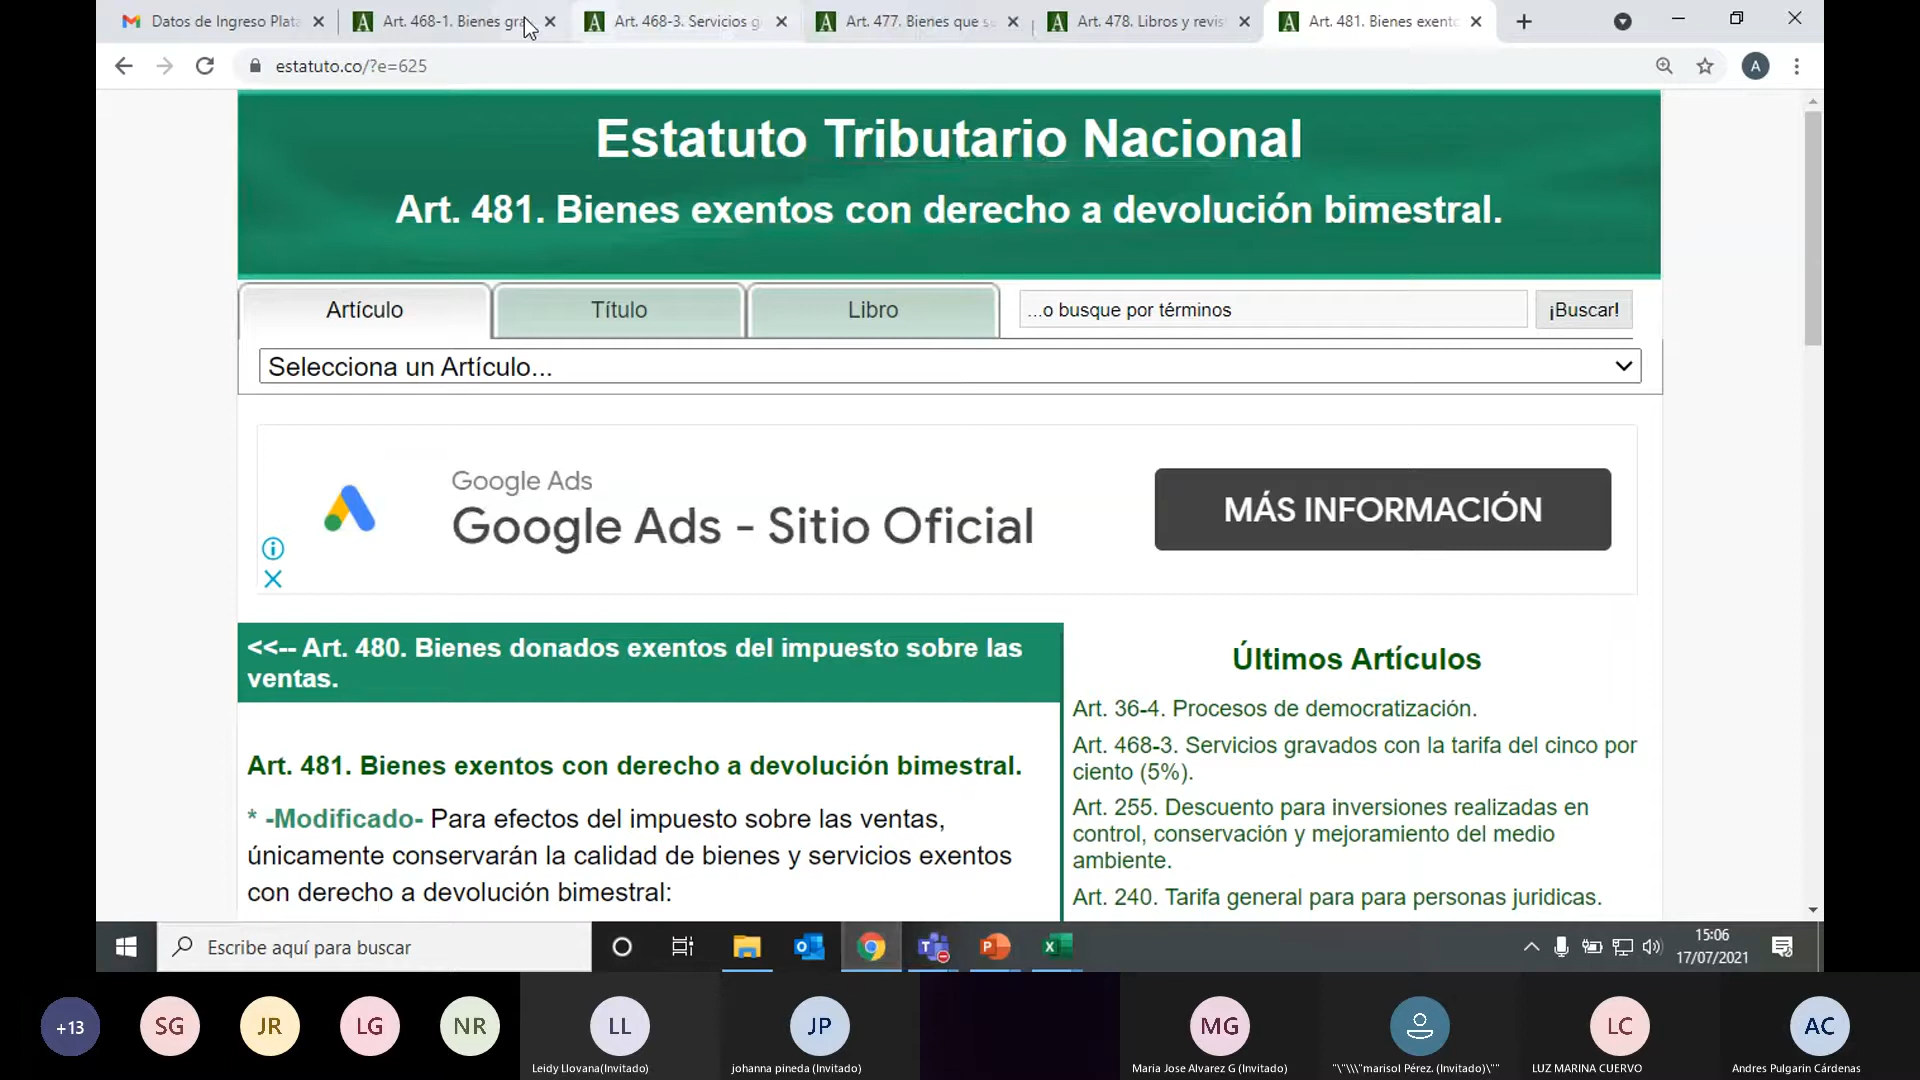 Datos de Ingreso Plata
Art. 468-1. Bienes gra
Art. 468-3. Servicios g
Art. 477. Bienes que s
Art. 478. Libros y revis
Art. 481. Bienes exent
estatuto.co/?e=625
A
Estatuto Tributario Nacional
Art. 481. Bienes exentos con derecho a devolución bimestral.
Artículo
Título
Libro
...o busque por términos
¡Buscar!
Selecciona un Artículo...
Google Ads
Google Ads - Sitio Oficial
MÁS INFORMACIÓN
<<-- Art. 480. Bienes donados exentos del impuesto sobre las
ventas.
Art. 481. Bienes exentos con derecho a devolución bimestral.
* -Modificado- Para efectos del impuesto sobre las ventas,
únicamente conservarán la calidad de bienes y servicios exentos
con derecho a devolución bimestral:
Últimos Artículos
Art. 36-4. Procesos de democratización.
Art. 468-3. Servicios gravados con la tarifa del cinco por
ciento (5%).
Art. 255. Descuento para inversiones realizadas en
control, conservación y mejoramiento del medio
ambiente.
Art. 240. Tarifa general para para personas juridicas.
Escribe aquí para buscar
15:06
17/07/2021
+13
SG
JR
LG
NR
LL
JP
MG
LC
AC
Leidy Llovana(Invitado)
johanna pineda (Invitado)
Maria Jose Alvarez G (Invitado)
"\"\\\"marisol Pérez. (Invitado)\""
LUZ MARINA CUERVO
Andres Pulgarin Cárdenas